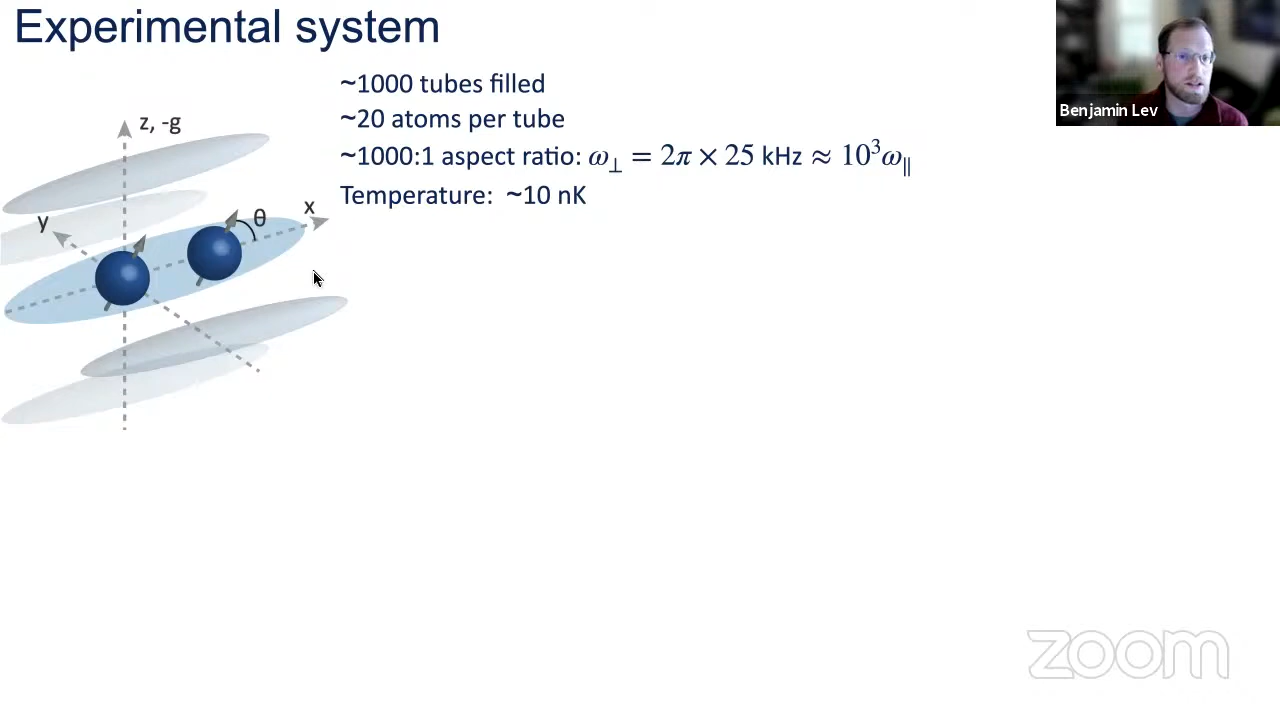 Experimental system
~1000 tubes filled
~20 atoms per tube
~1000:1 aspect ratio: ω⊥ = 2π × 25 kHz ≈ 10³ω∥
Temperature: ~10 nK
z, -g
y
x
θ
Benjamin Lev
zoom